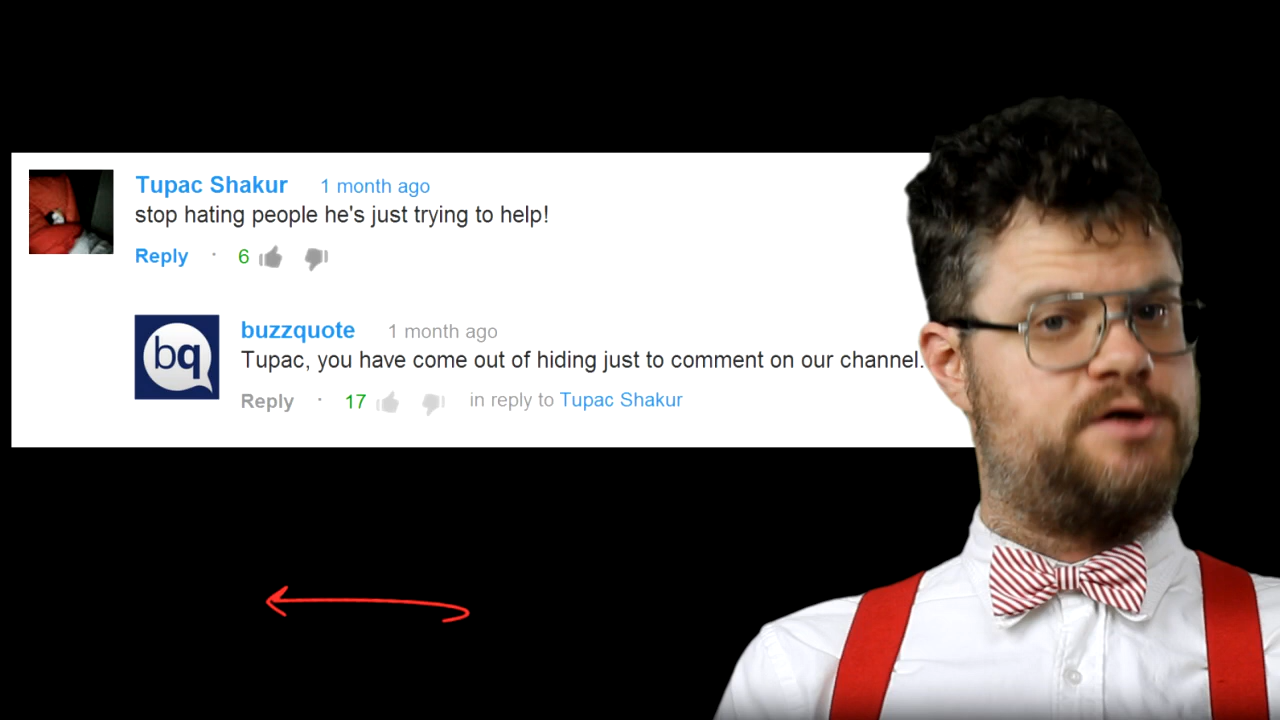 Tupac Shakur 1 month ago
stop hating people he's just trying to help!
Reply · 6
bq
buzzquote 1 month ago
Tupac, you have come out of hiding just to comment on our channel.
Reply · 17 in reply to Tupac Shakur